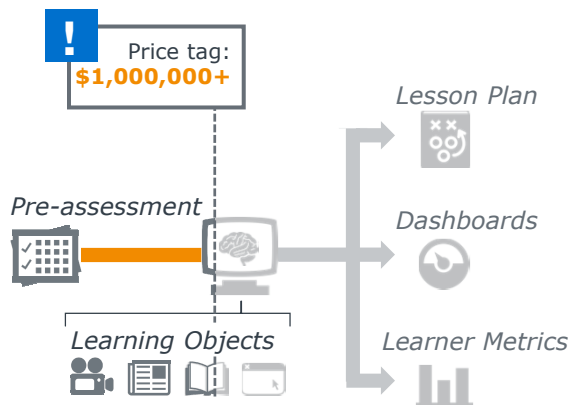 !
Price tag:
$1,000,000+
Lesson Plan
Pre-assessment
Dashboards
Learning Objects
Learner Metrics